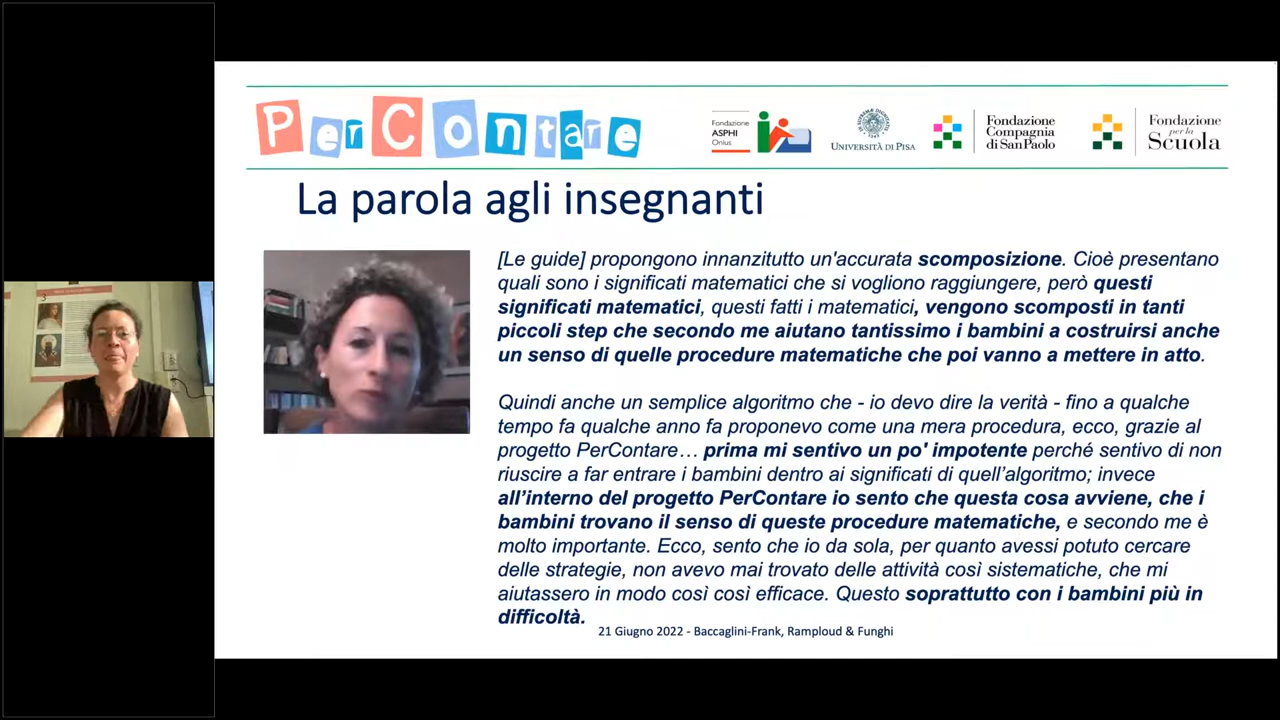 PerContare
Fondazione
ASPHI
Onlus
UNIVERSITÀ DI PISA
Fondazione
Compagnia
di SanPaolo
Fondazione
per la
Scuola
La parola agli insegnanti
[Le guide] propongono innanzitutto un'accurata scomposizione. Cioè presentano
quali sono i significati matematici che si vogliono raggiungere, però questi
significati matematici, questi fatti i matematici, vengono scomposti in tanti
piccoli step che secondo me aiutano tantissimo i bambini a costruirsi anche
un senso di quelle procedure matematiche che poi vanno a mettere in atto.
Quindi anche un semplice algoritmo che - io devo dire la verità - fino a qualche
tempo fa qualche anno fa proponevo come una mera procedura, ecco, grazie al
progetto PerContare… prima mi sentivo un po' impotente perché sentivo di non
riuscire a far entrare i bambini dentro ai significati di quell'algoritmo; invece
all'interno del progetto PerContare io sento che questa cosa avviene, che i
bambini trovano il senso di queste procedure matematiche, e secondo me è
molto importante. Ecco, sento che io da sola, per quanto avessi potuto cercare
delle strategie, non avevo mai trovato delle attività così sistematiche, che mi
aiutassero in modo così così efficace. Questo soprattutto con i bambini più in
difficoltà.
21 Giugno 2022 - Baccaglini-Frank, Ramploud & Funghi